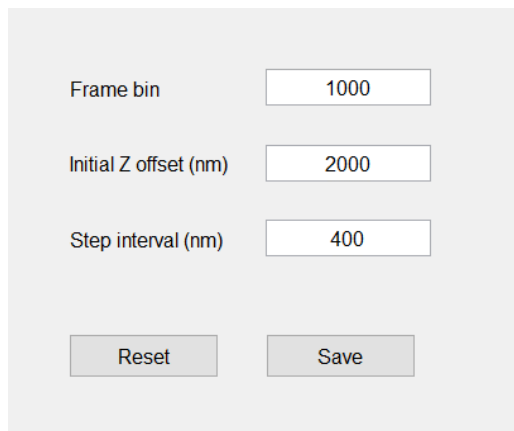 Frame bin 1000
Initial Z offset (nm) 2000
Step interval (nm) 400
Reset Save